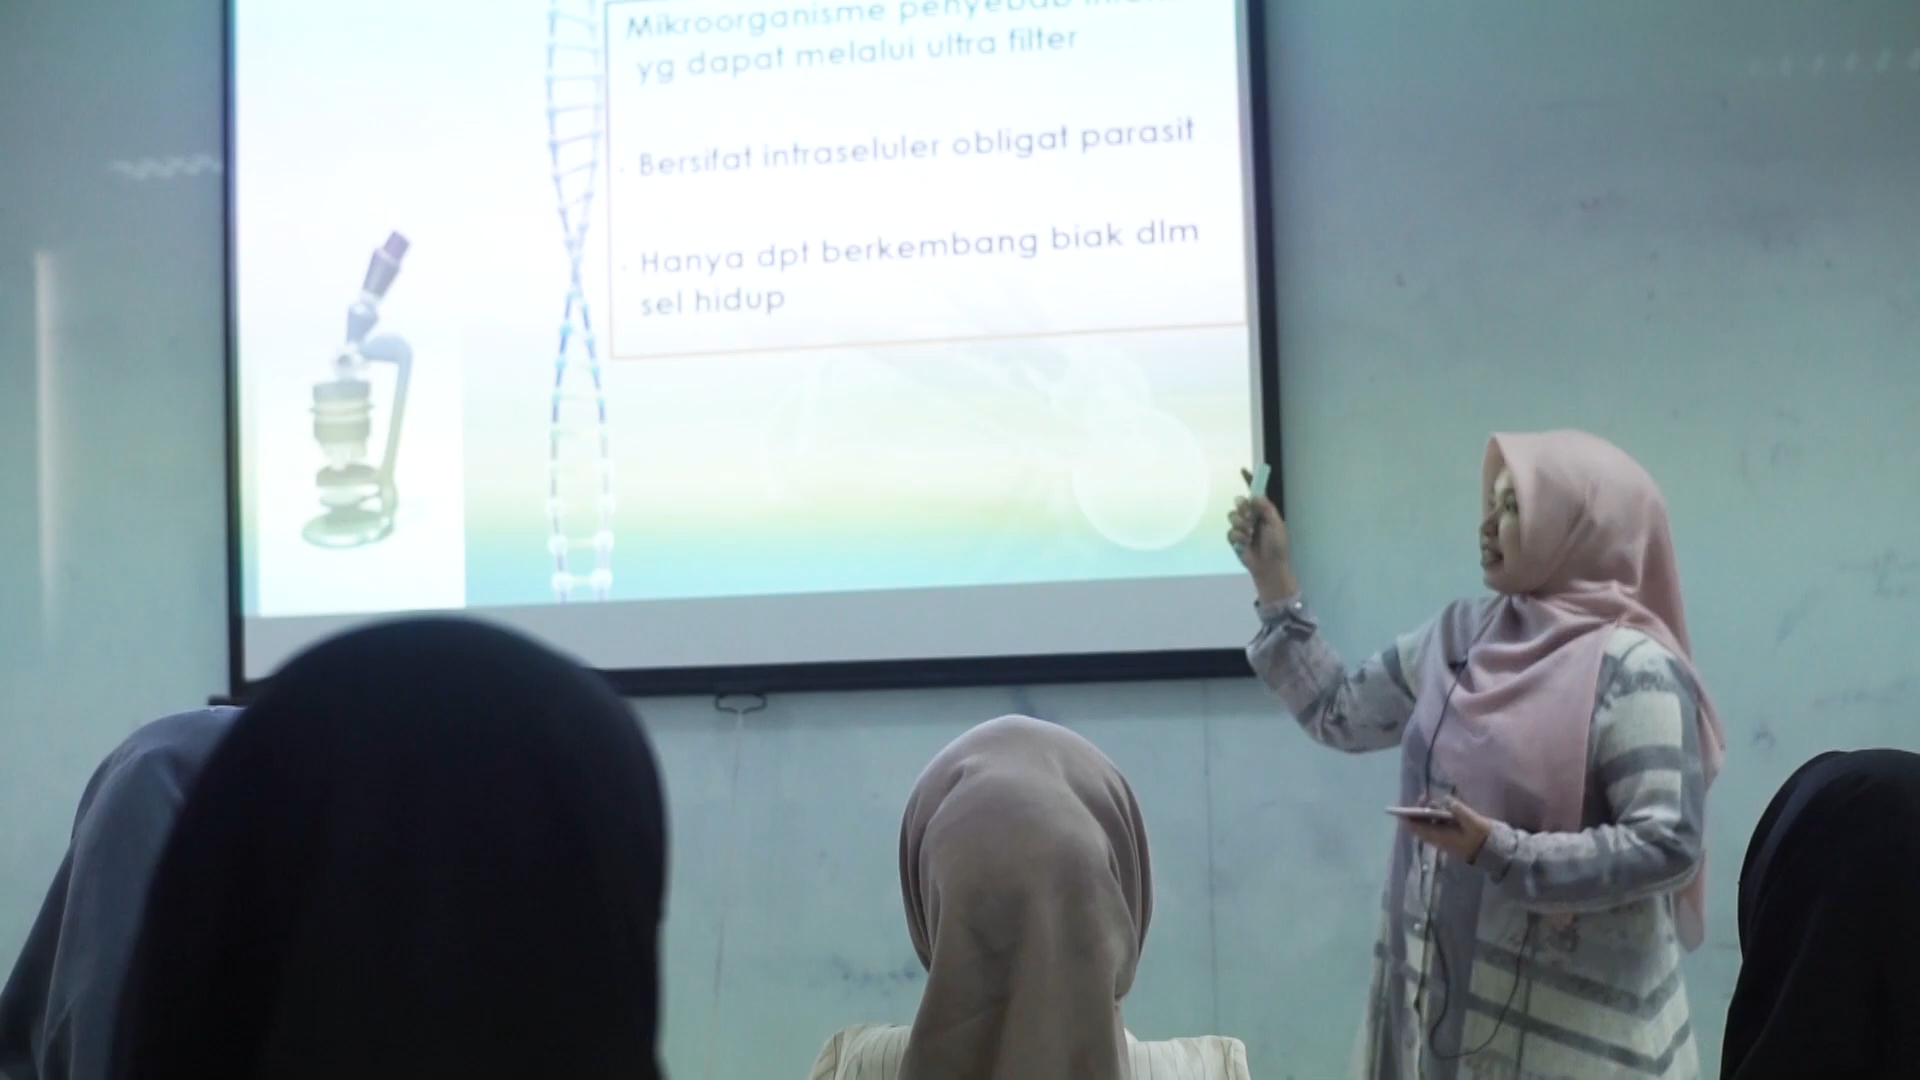 Mikroorganisme penyebab
yg dapat melalui ultra filter
· Bersifat intraseluler obligat parasit
· Hanya dpt berkembang biak dlm
sel hidup